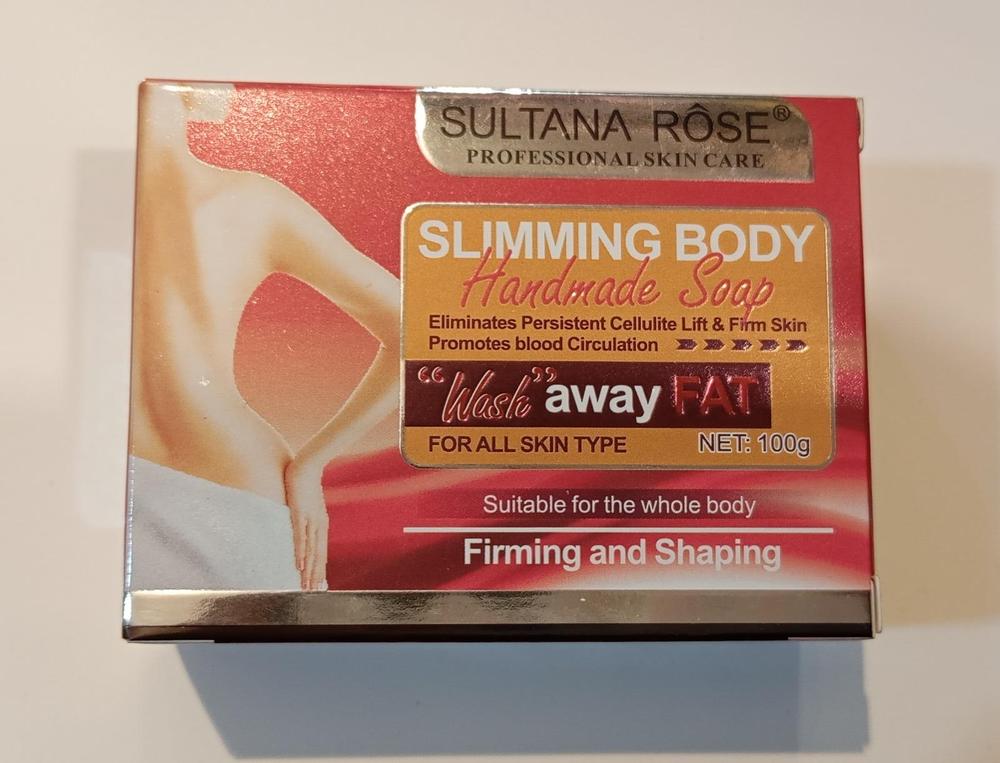 SULTANA RÔSE®
PROFESSIONAL SKIN CARE
SLIMMING BODY
Handmade Soap
Eliminates Persistent Cellulite Lift & Firm Skin
Promotes blood Circulation
“Wash” away FAT
FOR ALL SKIN TYPE NET: 100g
Suitable for the whole body
Firming and Shaping